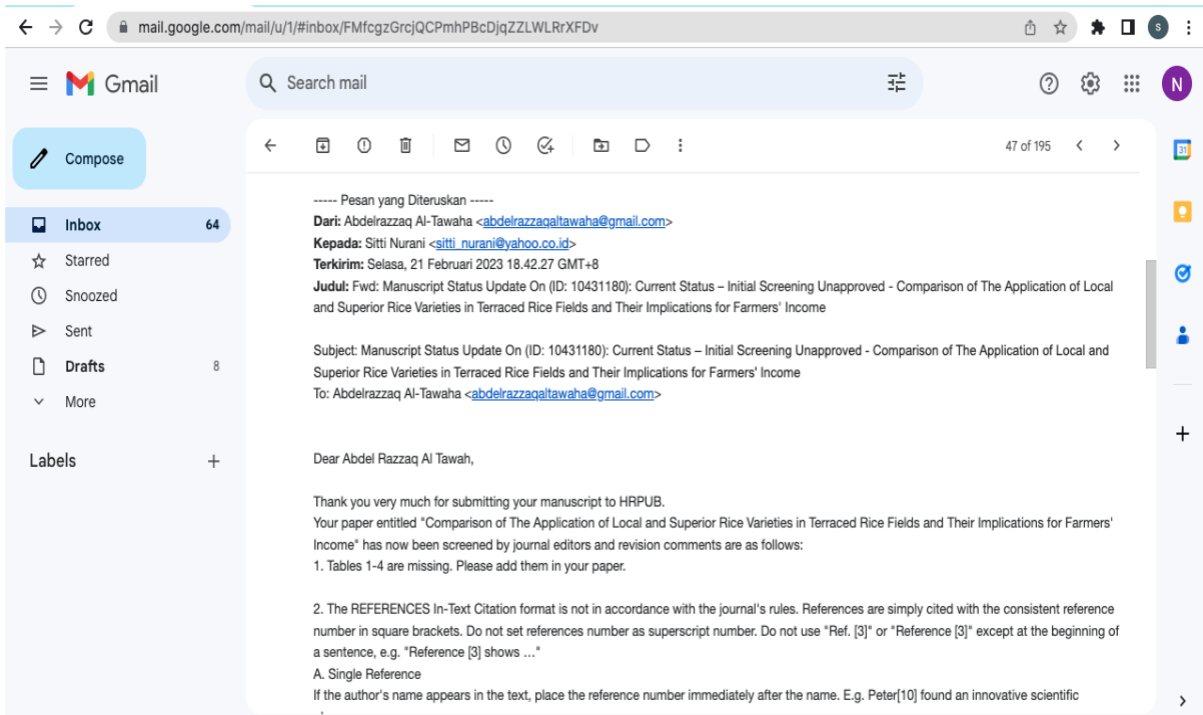 mail.google.com/mail/u/1/#inbox/FMfcgzGrcjQCPmhPBcDjqZZLWLRrXFDv
S
Gmail
Search mail
N
Compose
47 of 195
31
Inbox 64
Starred
Snoozed
Sent
Drafts 8
More
Labels
----- Pesan yang Diteruskan -----
Dari: Abdelrazzaq Al-Tawaha <abdelrazzaqaltawaha@gmail.com>
Kepada: Sitti Nurani <sitti_nurani@yahoo.co.id>
Terkirim: Selasa, 21 Februari 2023 18.42.27 GMT+8
Judul: Fwd: Manuscript Status Update On (ID: 10431180): Current Status – Initial Screening Unapproved - Comparison of The Application of Local
and Superior Rice Varieties in Terraced Rice Fields and Their Implications for Farmers' Income
Subject: Manuscript Status Update On (ID: 10431180): Current Status – Initial Screening Unapproved - Comparison of The Application of Local and
Superior Rice Varieties in Terraced Rice Fields and Their Implications for Farmers' Income
To: Abdelrazzaq Al-Tawaha <abdelrazzaqaltawaha@gmail.com>
Dear Abdel Razzaq Al Tawah,
Thank you very much for submitting your manuscript to HRPUB.
Your paper entitled "Comparison of The Application of Local and Superior Rice Varieties in Terraced Rice Fields and Their Implications for Farmers'
Income" has now been screened by journal editors and revision comments are as follows:
1. Tables 1-4 are missing. Please add them in your paper.
2. The REFERENCES In-Text Citation format is not in accordance with the journal's rules. References are simply cited with the consistent reference
number in square brackets. Do not set references number as superscript number. Do not use "Ref. [3]" or "Reference [3]" except at the beginning of
a sentence, e.g. "Reference [3] shows ..."
A. Single Reference
If the author's name appears in the text, place the reference number immediately after the name. E.g. Peter[10] found an innovative scientific